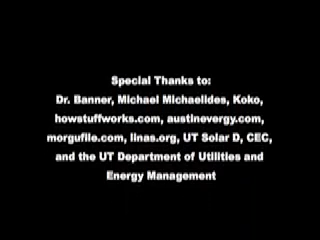 Special Thanks to:
Dr. Banner, Michael Michaelides, Koko,
howstuffworks.com, austinevergy.com,
morgufile.com, linas.org, UT Solar D, CEC,
and the UT Department of Utilities and
Energy Management